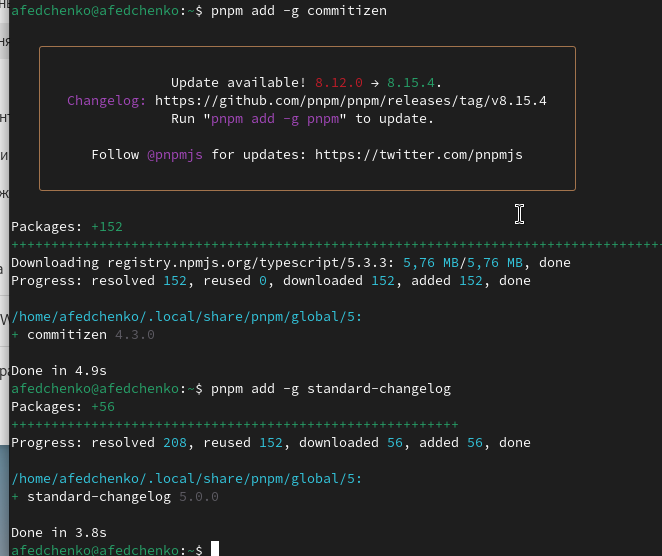 afedchenko@afedchenko:~$ pnpm add -g commitizen
Update available! 8.12.0 → 8.15.4.
Changelog: https://github.com/pnpm/pnpm/releases/tag/v8.15.4
Run "pnpm add -g pnpm" to update.
Follow @pnpmjs for updates: https://twitter.com/pnpmjs
Packages: +152
++++++++++++++++++++++++++++++++++++++++++++++++++++++++++++++++++++++++++++++++++
Downloading registry.npmjs.org/typescript/5.3.3: 5,76 MB/5,76 MB, done
Progress: resolved 152, reused 0, downloaded 152, added 152, done
/home/afedchenko/.local/share/pnpm/global/5:
+ commitizen 4.3.0
Done in 4.9s
afedchenko@afedchenko:~$ pnpm add -g standard-changelog
Packages: +56
++++++++++++++++++++++++++++++++++++++++++++++++++++++++
Progress: resolved 208, reused 152, downloaded 56, added 56, done
/home/afedchenko/.local/share/pnpm/global/5:
+ standard-changelog 5.0.0
Done in 3.8s
afedchenko@afedchenko:~$